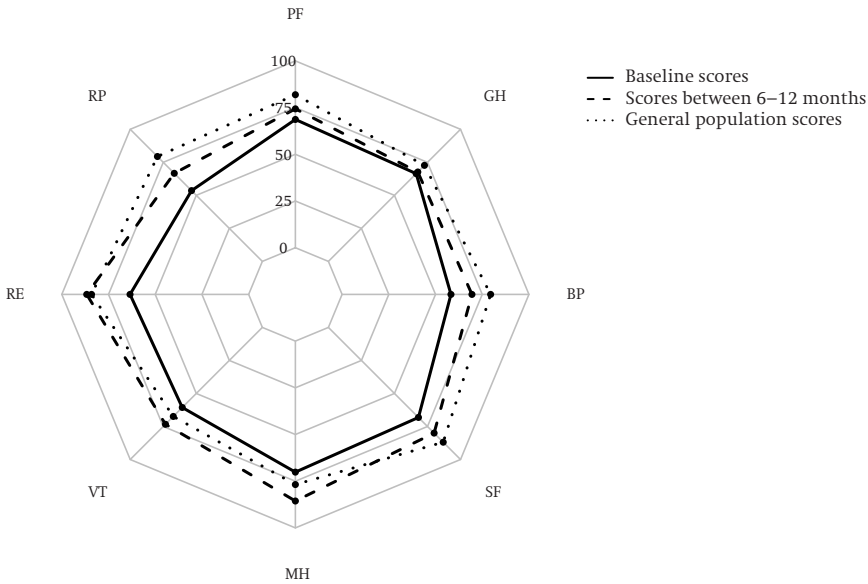 PF
GH
BP
SF
MH
VT
RE
RP
100
75
50
25
0
Baseline scores
Scores between 6–12 months
General population scores